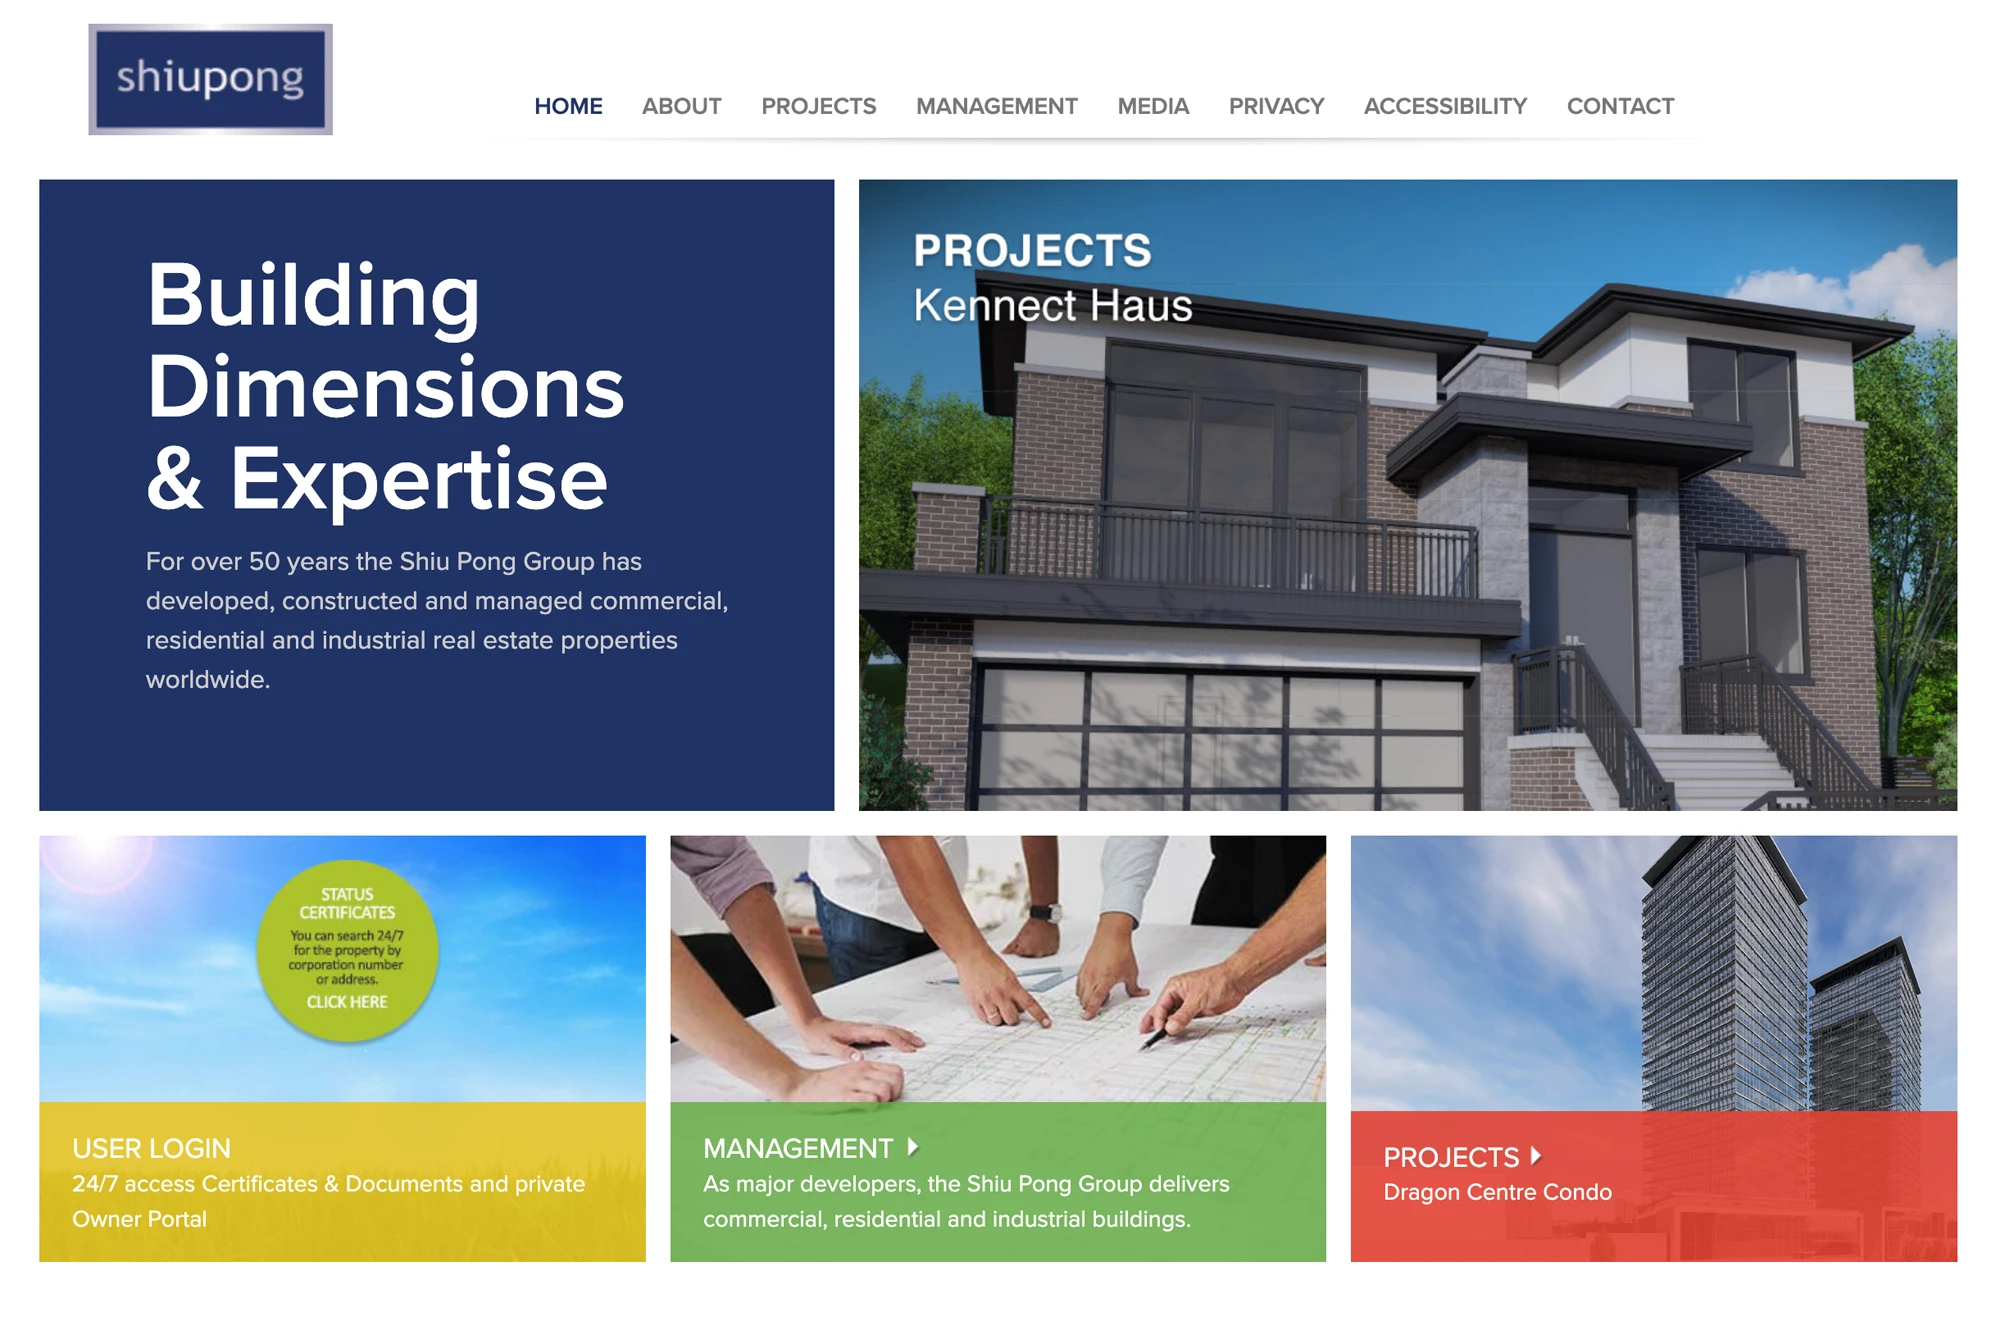 shiupong
HOME ABOUT PROJECTS MANAGEMENT MEDIA PRIVACY ACCESSIBILITY CONTACT
Building
Dimensions
& Expertise
For over 50 years the Shiu Pong Group has
developed, constructed and managed commercial,
residential and industrial real estate properties
worldwide.
PROJECTS
Kennect Haus
STATUS
CERTIFICATES
You can search 24/7
for the property by
corporation number
or address.
CLICK HERE
USER LOGIN
24/7 access Certificates & Documents and private
Owner Portal
MANAGEMENT
As major developers, the Shiu Pong Group delivers
commercial, residential and industrial buildings.
PROJECTS
Dragon Centre Condo